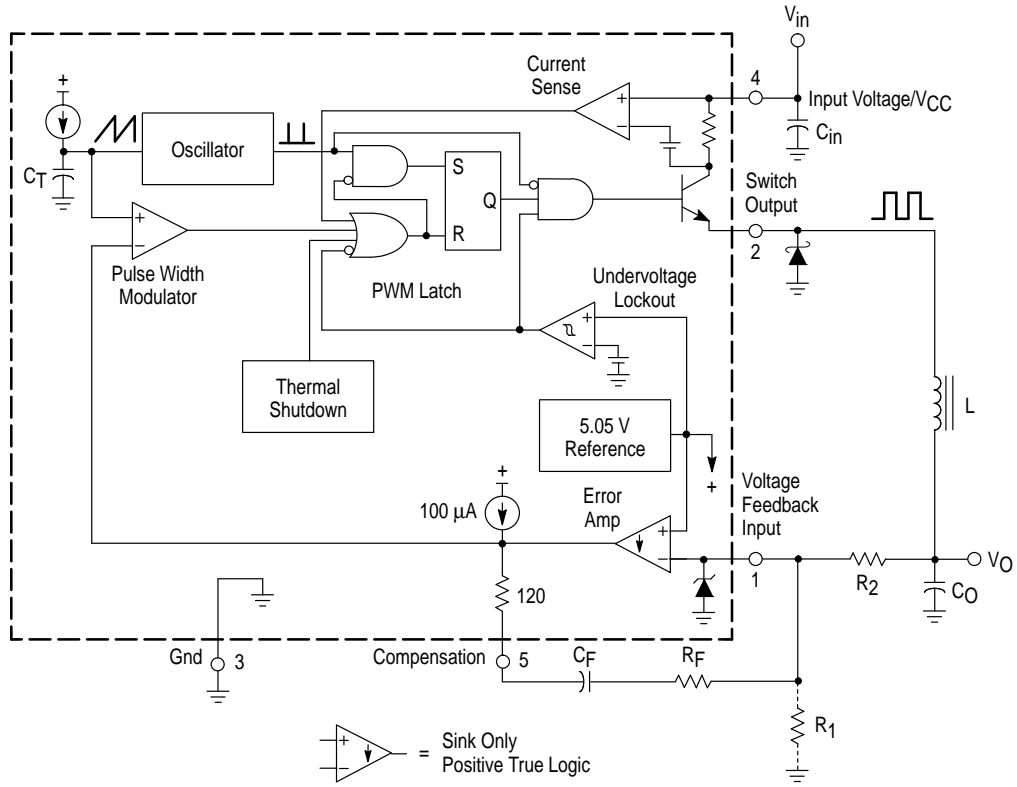 Vin
Current
Sense
4
Input Voltage/VCC
+
+
−
Cin
Oscillator
CT
S
Q
R
Switch
Output
2
+
−
Pulse Width
Modulator
PWM Latch
Undervoltage
Lockout
+
−
Thermal
Shutdown
L
5.05 V
Reference
+
+
100 µA
Error
Amp
Voltage
Feedback
Input
+
−
1
R2
VO
CO
120
Gnd
3
Compensation
5
CF
RF
R1
+
−
=
Sink Only
Positive True Logic